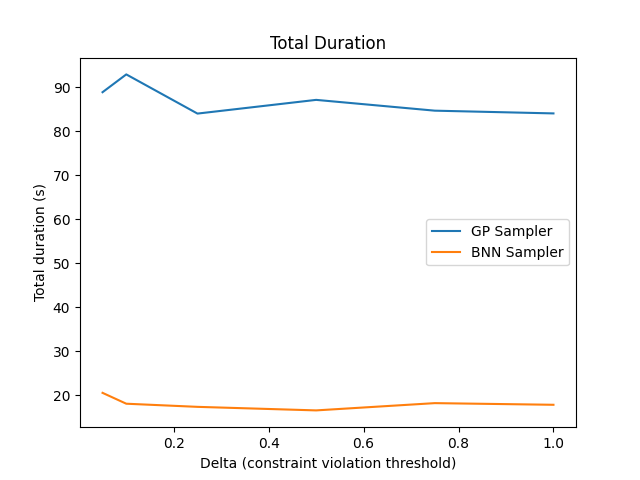 Total Duration
Total duration (s)
90
80
70
60
50
40
30
20
GP Sampler
BNN Sampler
0.2
0.4
0.6
0.8
1.0
Delta (constraint violation threshold)